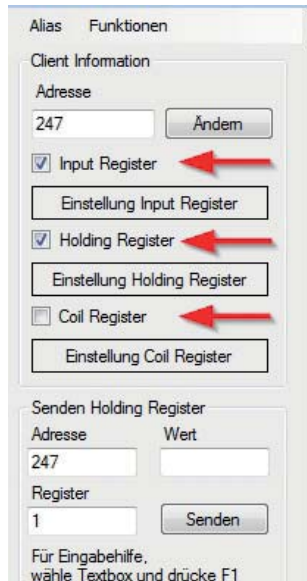 Alias Funktionen
Client Information
Adresse
247 Ändern
Input Register
Einstellung Input Register
Holding Register
Einstellung Holding Register
Coil Register
Einstellung Coil Register
Senden Holding Register
Adresse Wert
247
Register
1 Senden
Für Eingabehilfe,
wähle Textbox und drücke F1